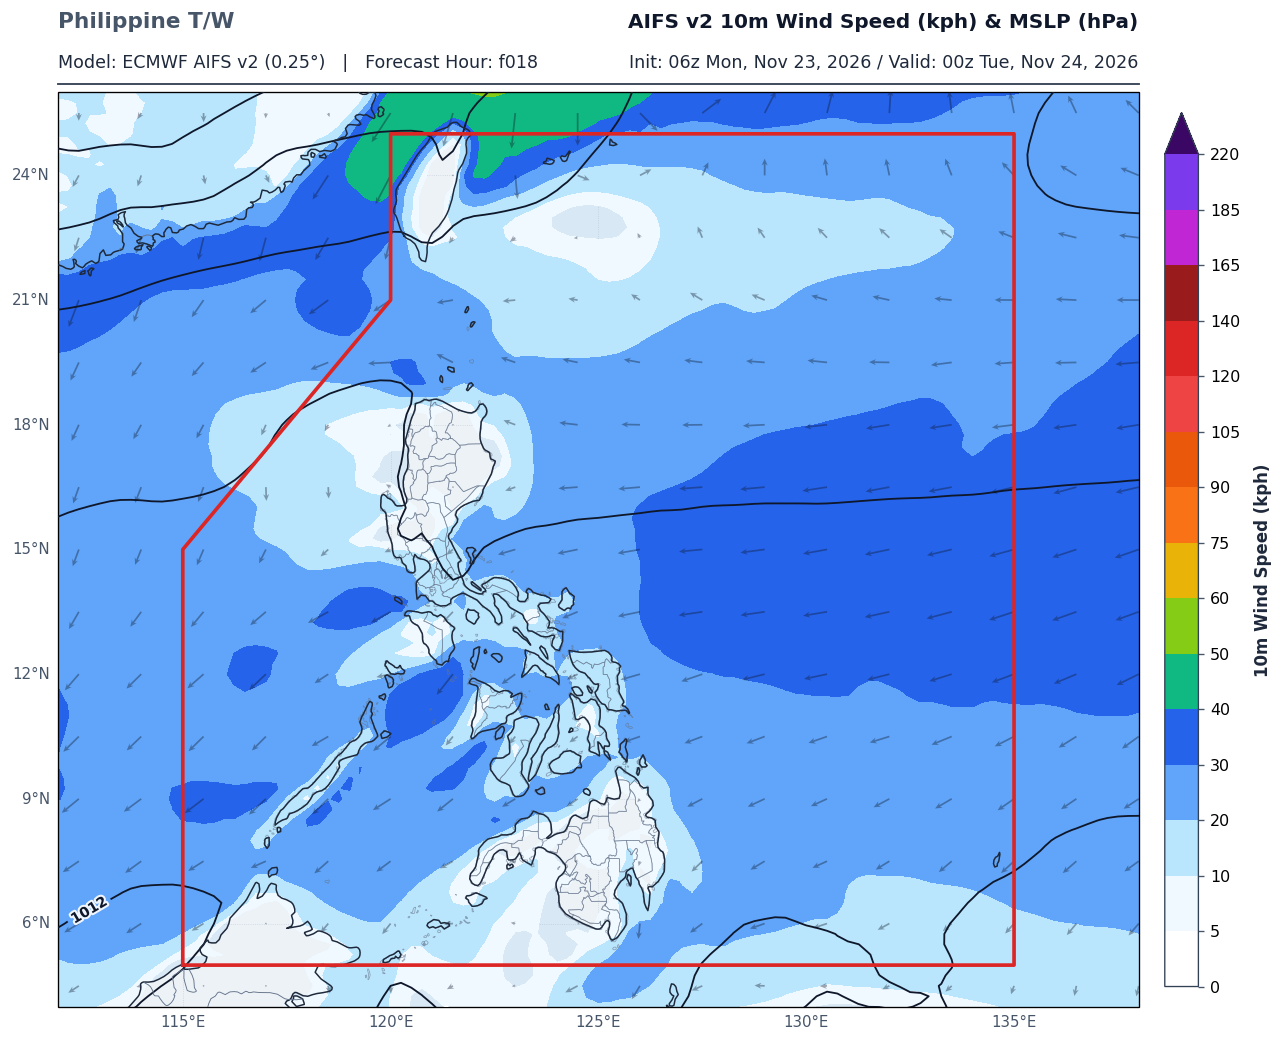 Philippine T/W
AIFS v2 10m Wind Speed (kph) & MSLP (hPa)
Model: ECMWF AIFS v2 (0.25°) | Forecast Hour: f018
Init: 06z Mon, Nov 23, 2026 / Valid: 00z Tue, Nov 24, 2026
24°N
21°N
18°N
15°N
12°N
9°N
6°N
1012
115°E
120°E
125°E
130°E
135°E
220
185
165
140
120
105
90
75
60
50
40
30
20
10
5
0
10m Wind Speed (kph)